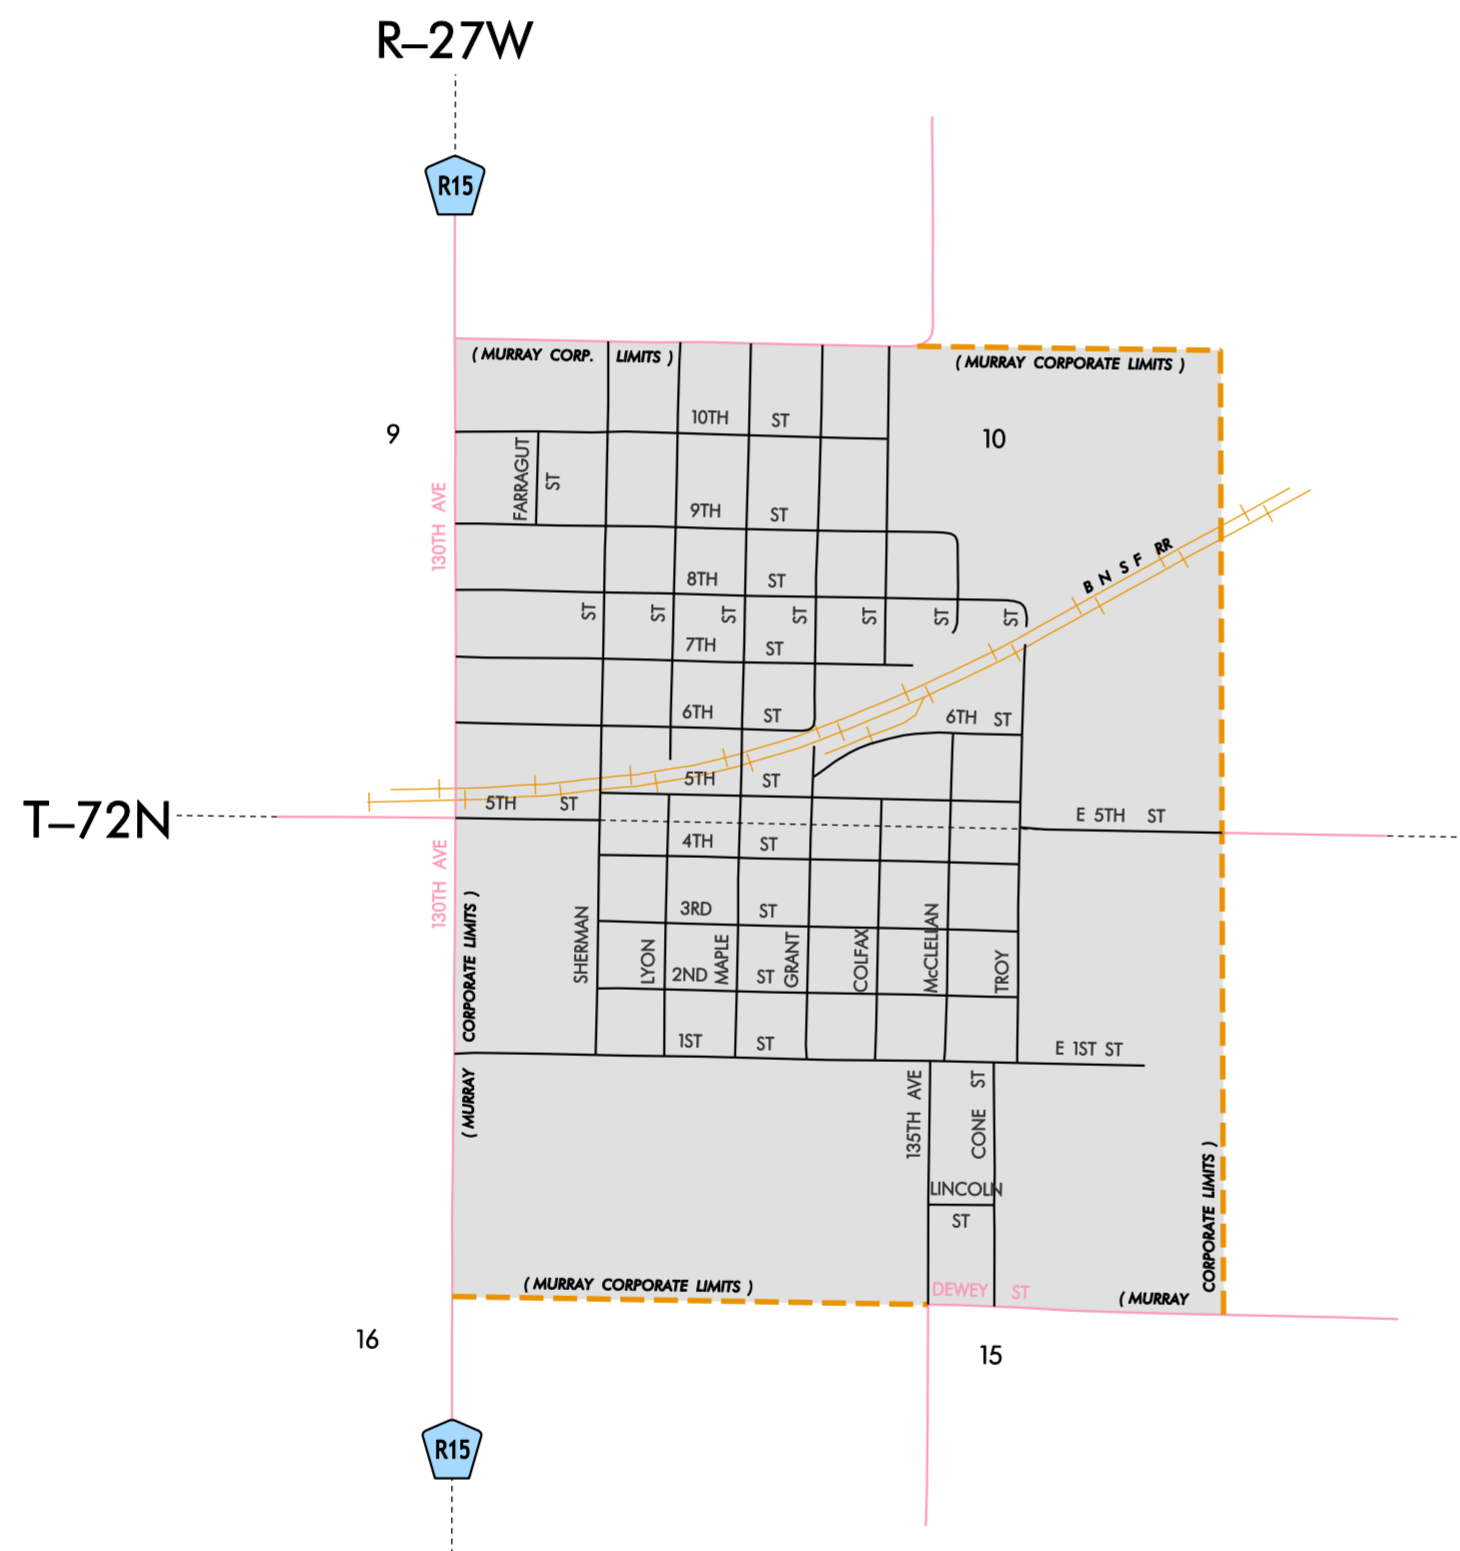 R–27W
R15
( MURRAY CORP. LIMITS )
( MURRAY CORPORATE LIMITS )
9
10
10TH ST
FARRAGUT ST
130TH AVE
9TH ST
B N S F RR
8TH ST
ST ST ST ST ST ST ST
7TH ST
6TH ST
6TH ST
5TH ST
5TH ST
T–72N
E 5TH ST
4TH ST
130TH AVE
( MURRAY CORPORATE LIMITS )
3RD ST
SHERMAN
LYON
MAPLE
GRANT
COLFAX
McCLELLAN
TROY
2ND ST
1ST ST
E 1ST ST
135TH AVE
CONE ST
LINCOLN
ST
( MURRAY CORPORATE LIMITS )
DEWEY ST
( MURRAY
CORPORATE LIMITS )
16
15
R15